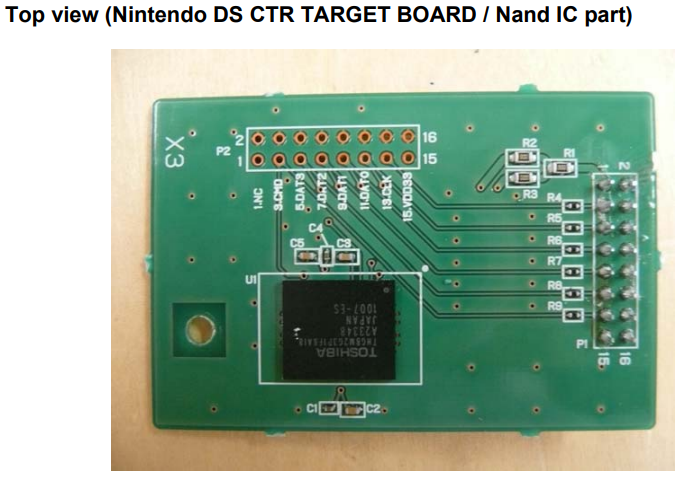 Top view (Nintendo DS CTR TARGET BOARD / Nand IC part)
X3
2
16
P2
1
15
1.NC
3.CMD
5.DAT3
7.DAT2
9.DAT1
11.DAT0
13.CLK
15.VDD33
R2
R1
R3
1
2
R4
R5
R6
R7
R8
R9
P1
15
16
C4
C5
C3
U1
TOSHIBA
A23348
JAPAN
1007-ES
C1
C2